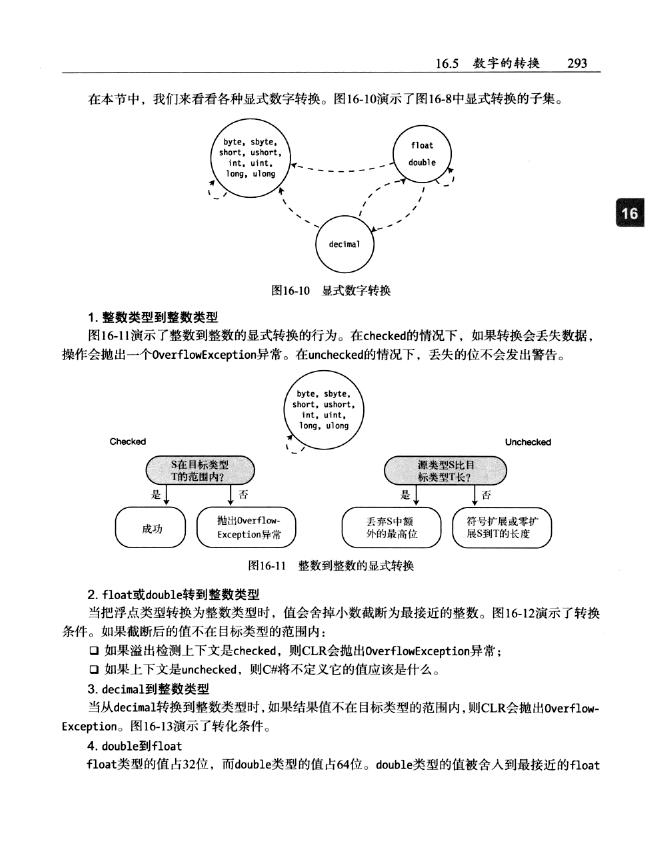 16.5 数字的转换 293
在本节中，我们来看看各种显式数字转换。图16-10演示了图16-8中显式转换的子集。
byte, sbyte,
short, ushort,
int, uint,
long, ulong
float
double
decimal
16
图16-10 显式数字转换
1. 整数类型到整数类型
图16-11演示了整数到整数的显式转换的行为。在checked的情况下，如果转换会丢失数据，
操作会抛出一个OverflowException异常。在unchecked的情况下，丢失的位不会发出警告。
byte, sbyte,
short, ushort,
int, uint,
long, ulong
Checked
Unchecked
S在目标类型
T的范围内?
源类型S比目
标类型T长?
是
否
是
否
成功
抛出Overflow-
Exception异常
丢弃S中额
外的最高位
符号扩展或零扩
展S到T的长度
图16-11 整数到整数的显式转换
2. float或double转到整数类型
当把浮点类型转换为整数类型时，值会舍掉小数截断为最接近的整数。图16-12演示了转换
条件。如果截断后的值不在目标类型的范围内：
❑ 如果溢出检测上下文是checked，则CLR会抛出OverflowException异常；
❑ 如果上下文是unchecked，则C#将不定义它的值应该是什么。
3. decimal到整数类型
当从decimal转换到整数类型时，如果结果值不在目标类型的范围内，则CLR会抛出Overflow-
Exception。图16-13演示了转化条件。
4. double到float
float类型的值占32位，而double类型的值占64位。double类型的值被舍入到最接近的float